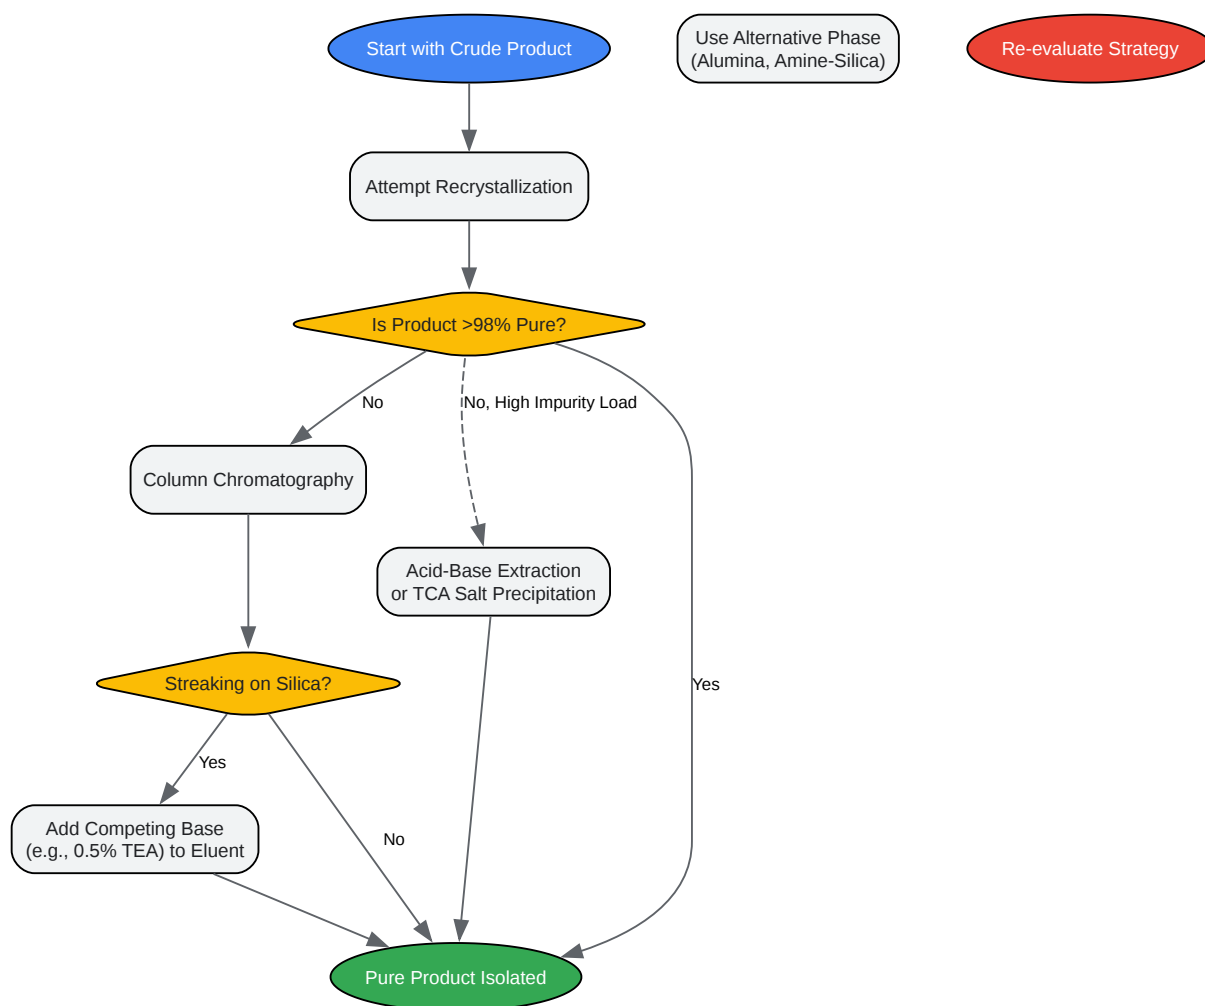 Start with Crude Product
Use Alternative Phase
(Alumina, Amine-Silica)
Re-evaluate Strategy
Attempt Recrystallization
Is Product >98% Pure?
No
No, High Impurity Load
Column Chromatography
Acid-Base Extraction
or TCA Salt Precipitation
Streaking on Silica?
Yes
Yes
Add Competing Base
(e.g., 0.5% TEA) to Eluent
No
Pure Product Isolated